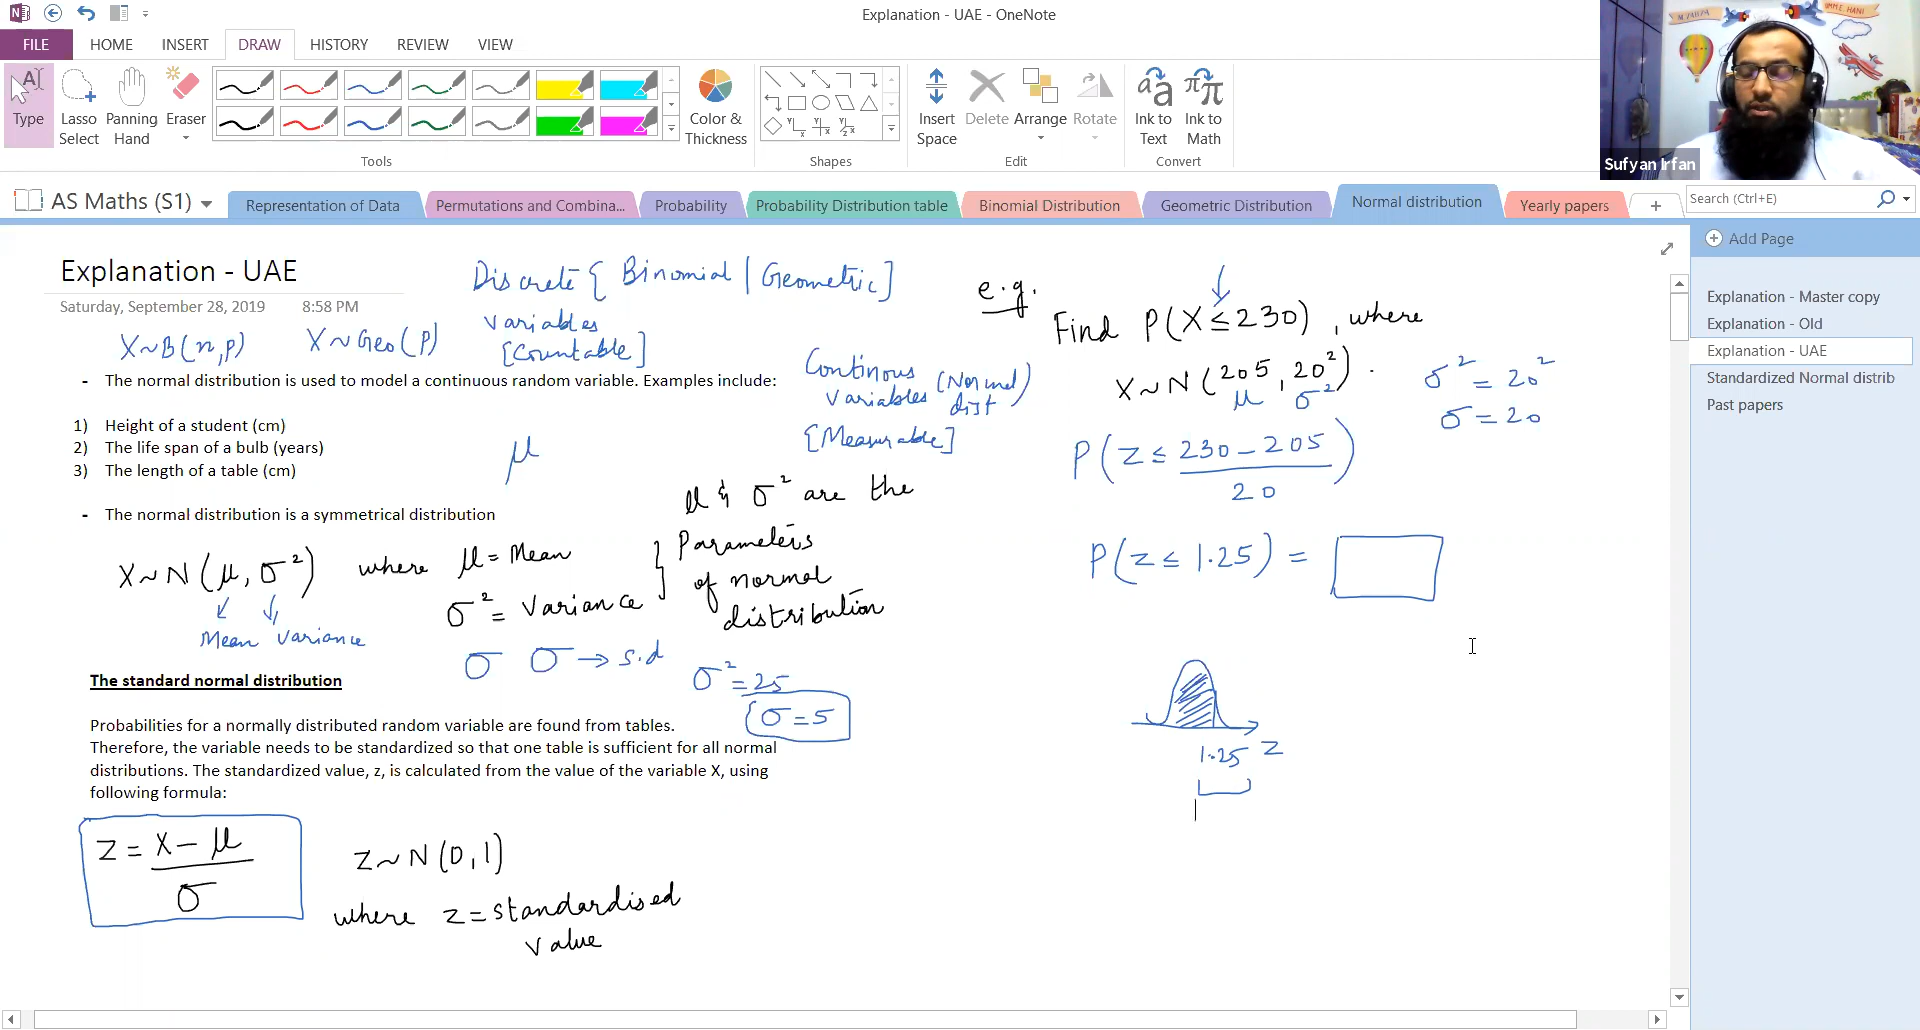 Explanation - UAE - OneNote
FILE HOME INSERT DRAW HISTORY REVIEW VIEW
Type
Lasso Select
Panning Hand
Eraser
Color & Thickness
Insert Space
Delete
Arrange
Rotate
Ink to Text
Ink to Math
Tools
Shapes
Edit
Convert
Sufyan Irfan
AS Maths (S1)
Representation of Data
Permutations and Combina...
Probability
Probability Distribution table
Binomial Distribution
Geometric Distribution
Normal distribution
Yearly papers
Search (Ctrl+E)
Add Page
Explanation - Master copy
Explanation - Old
Explanation - UAE
Standardized Normal distrib
Past papers
Explanation - UAE
Saturday, September 28, 2019 8:58 PM
Discrete { Binomial | Geometric ]
Variables
[Countable]
X~B(n,p) X~Geo(p)
- The normal distribution is used to model a continuous random variable. Examples include:
1) Height of a student (cm)
2) The life span of a bulb (years)
3) The length of a table (cm)
Continous
Variables (Normal dist)
[Measurable]
μ
- The normal distribution is a symmetrical distribution
X~N(μ, σ²) where μ = Mean
σ² = Variance
Mean Variance
μ & σ² are the
Parameters
of normal
distribution
σ σ → s.d
σ² = 25
σ = 5
The standard normal distribution
Probabilities for a normally distributed random variable are found from tables.
Therefore, the variable needs to be standardized so that one table is sufficient for all normal
distributions. The standardized value, z, is calculated from the value of the variable X, using
following formula:
z = (x - μ)/σ
Z~N(0,1)
where z = standardised
value
e.g.
Find P(X ≤ 230), where
X~N(205, 20²).
μ σ²
σ² = 20²
σ = 20
P(Z ≤ (230 - 205)/20)
P(Z ≤ 1.25) =
1.25 Z